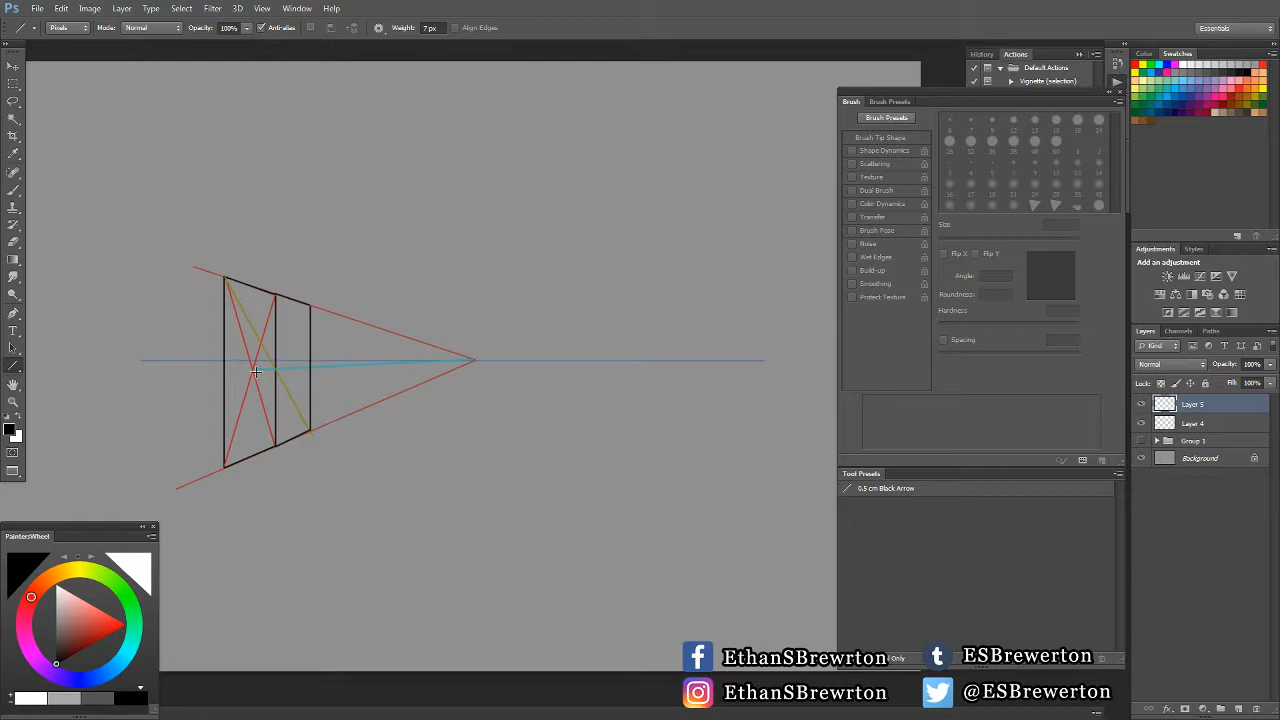 Ps File Edit Image Layer Type Select Filter 3D View Window Help
Pixels Mode: Normal Opacity: 100% Anti-alias Weight: 7 px Align Edges Essentials
History Actions
Default Actions
Vignette (selection)
Color Swatches
Brush Brush Presets
Brush Presets
Brush Tip Shape
Shape Dynamics
Scattering
Texture
Dual Brush
Color Dynamics
Transfer
Brush Pose
Noise
Wet Edges
Build-up
Smoothing
Protect Texture
Size
Flip X Flip Y
Angle:
Roundness:
Hardness
Spacing
Tool Presets
0.5 cm Black Arrow
Only
Adjustments Styles
Add an adjustment
Layers Channels Paths
Kind
Normal Opacity: 100%
Lock: Fill: 100%
Layer 5
Layer 4
Group 1
Background
PaintersWheel
EthanSBrewrton ESBrewerton
EthanSBrewrton @ESBrewerton